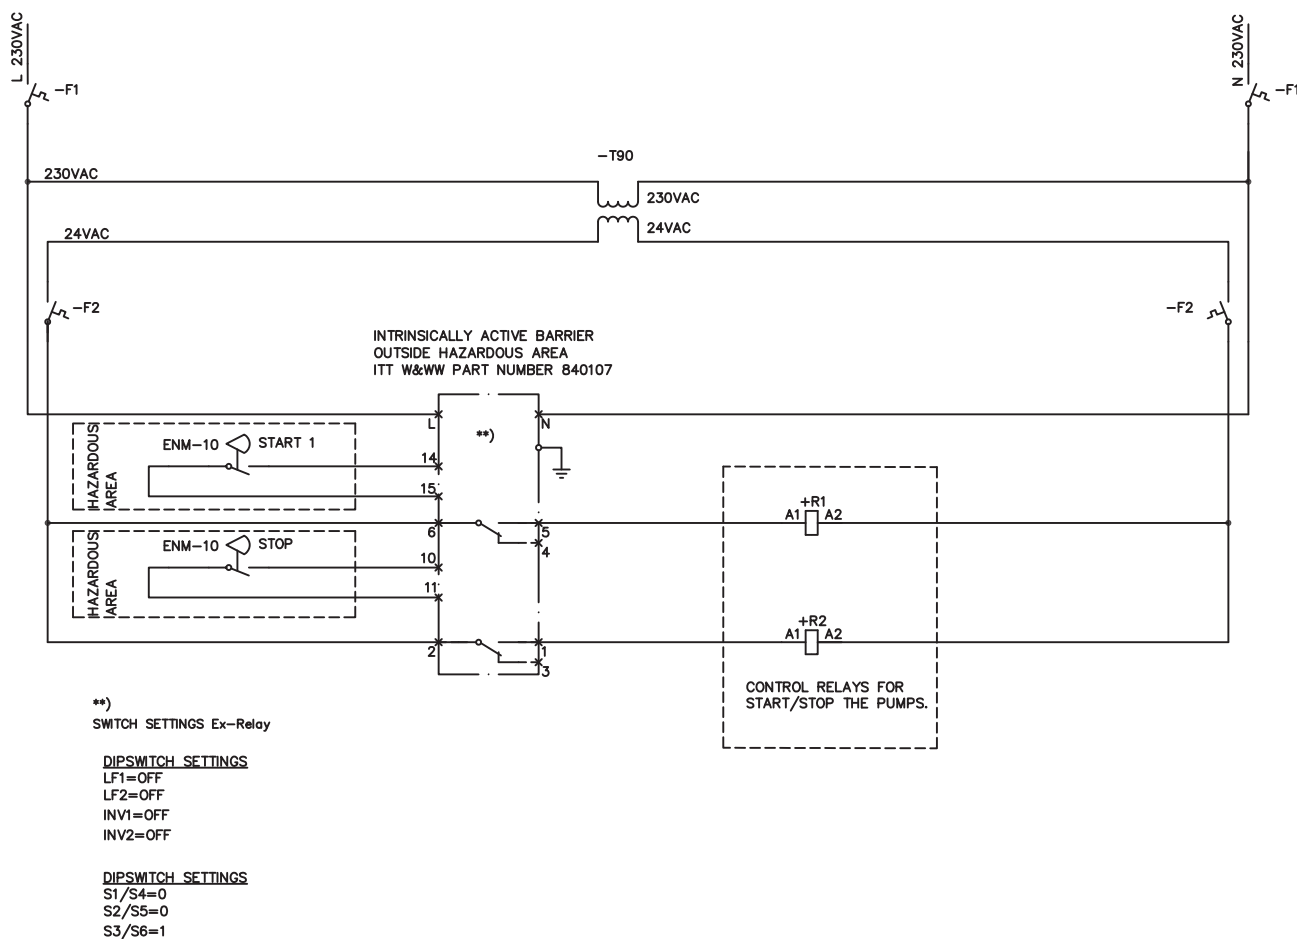 L 230VAC
N 230VAC
-F1
-F1
-T90
230VAC
230VAC
24VAC
24VAC
-F2
-F2
INTRINSICALLY ACTIVE BARRIER
OUTSIDE HAZARDOUS AREA
ITT W&WW PART NUMBER 840107
L
N
**)
HAZARDOUS
AREA
ENM-10
START 1
14
15
+R1
A1
A2
6
5
4
HAZARDOUS
AREA
ENM-10
STOP
10
11
+R2
A1
A2
2
1
3
CONTROL RELAYS FOR
START/STOP THE PUMPS.
**)
SWITCH SETTINGS Ex-Relay
DIPSWITCH SETTINGS
LF1=OFF
LF2=OFF
INV1=OFF
INV2=OFF
DIPSWITCH SETTINGS
S1/S4=0
S2/S5=0
S3/S6=1